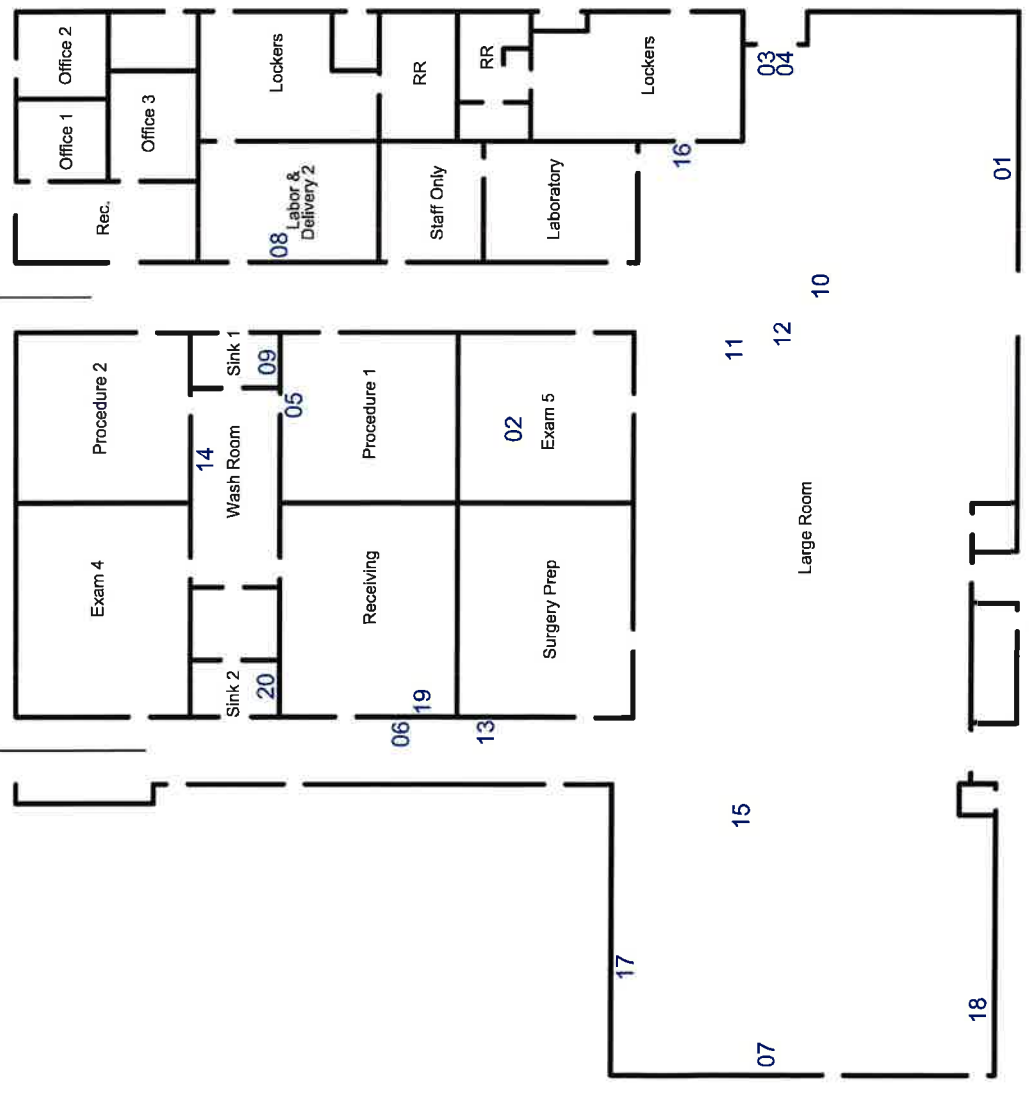 Office 2
Office 1
Office 3
Rec.
Lockers
RR
RR
Lockers
03
04
16
01
08
Labor &
Delivery 2
Staff Only
Laboratory
10
12
11
Procedure 2
Sink 1
09
05
Procedure 1
02
Exam 5
14
Wash Room
Exam 4
Receiving
Surgery Prep
Large Room
Sink 2
20
19
06
13
15
17
18
07